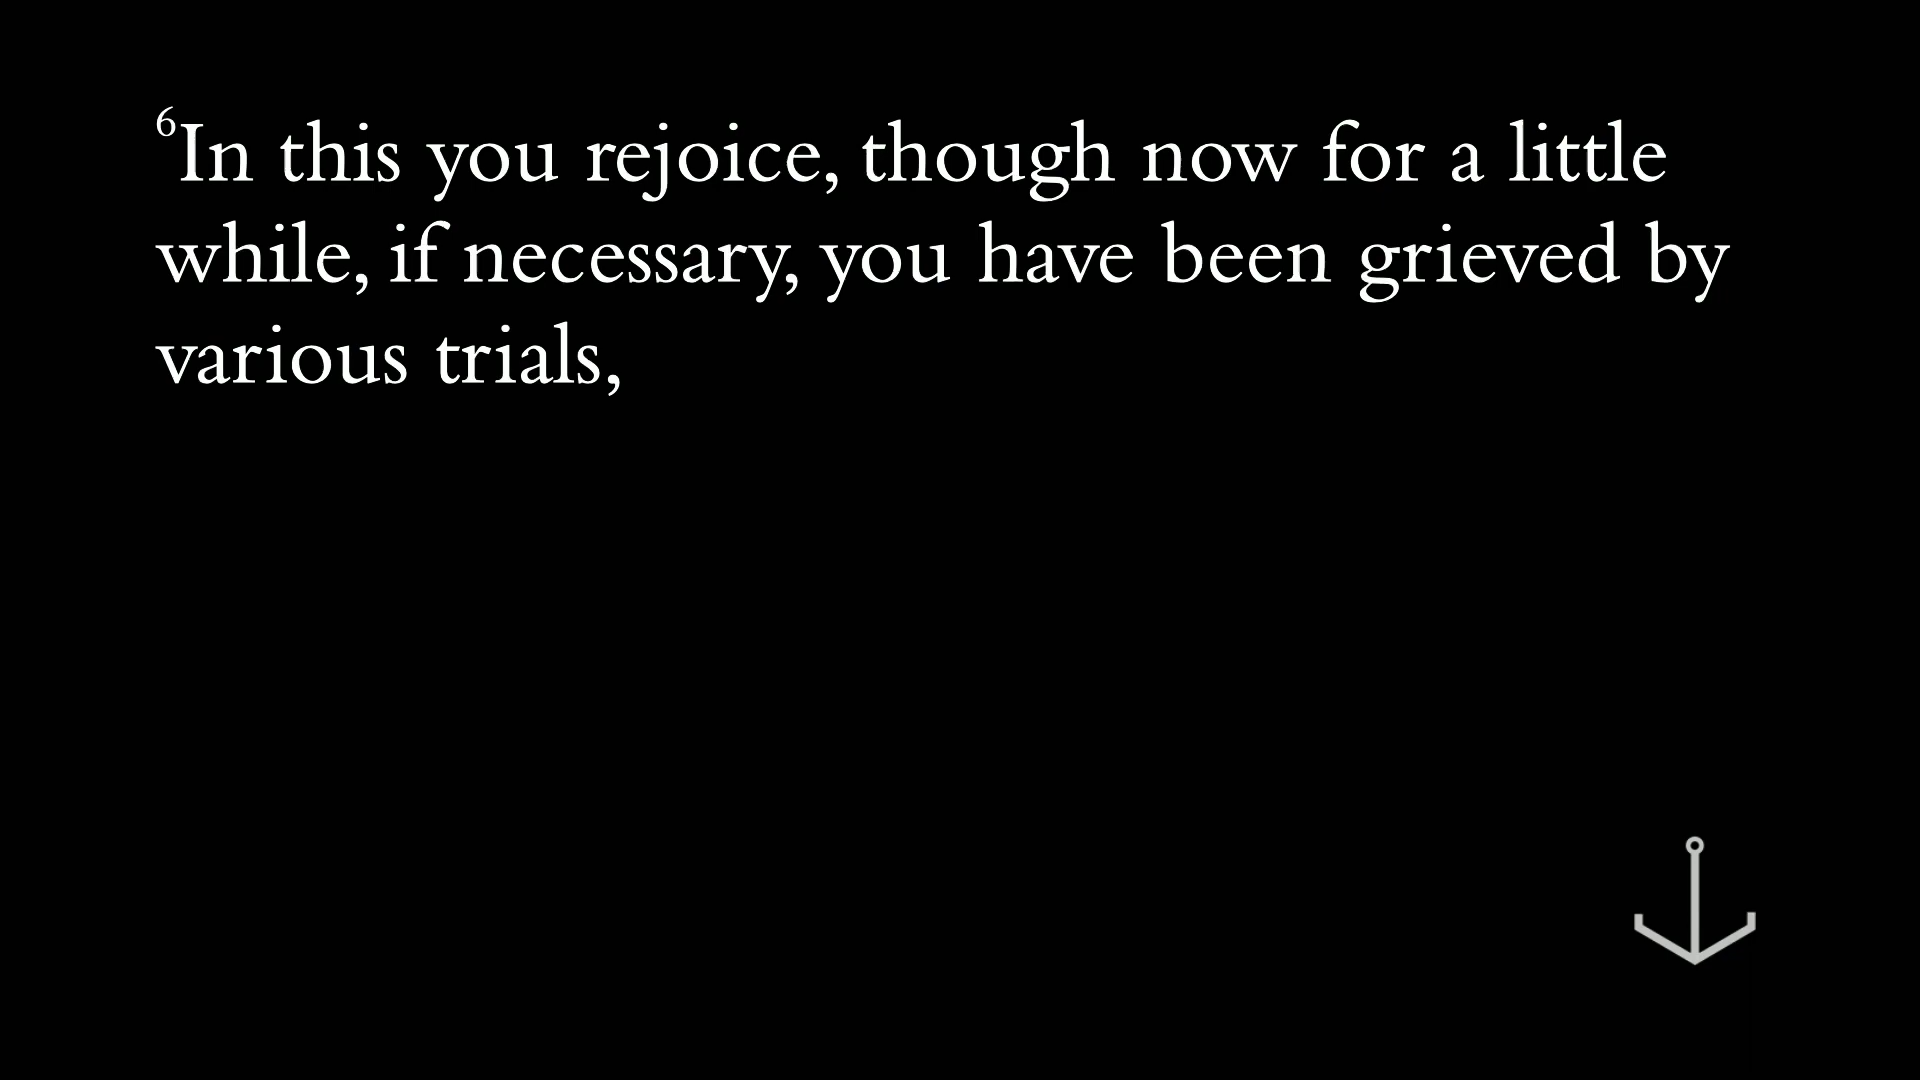 ⁶In this you rejoice, though now for a little
while, if necessary, you have been grieved by
various trials,